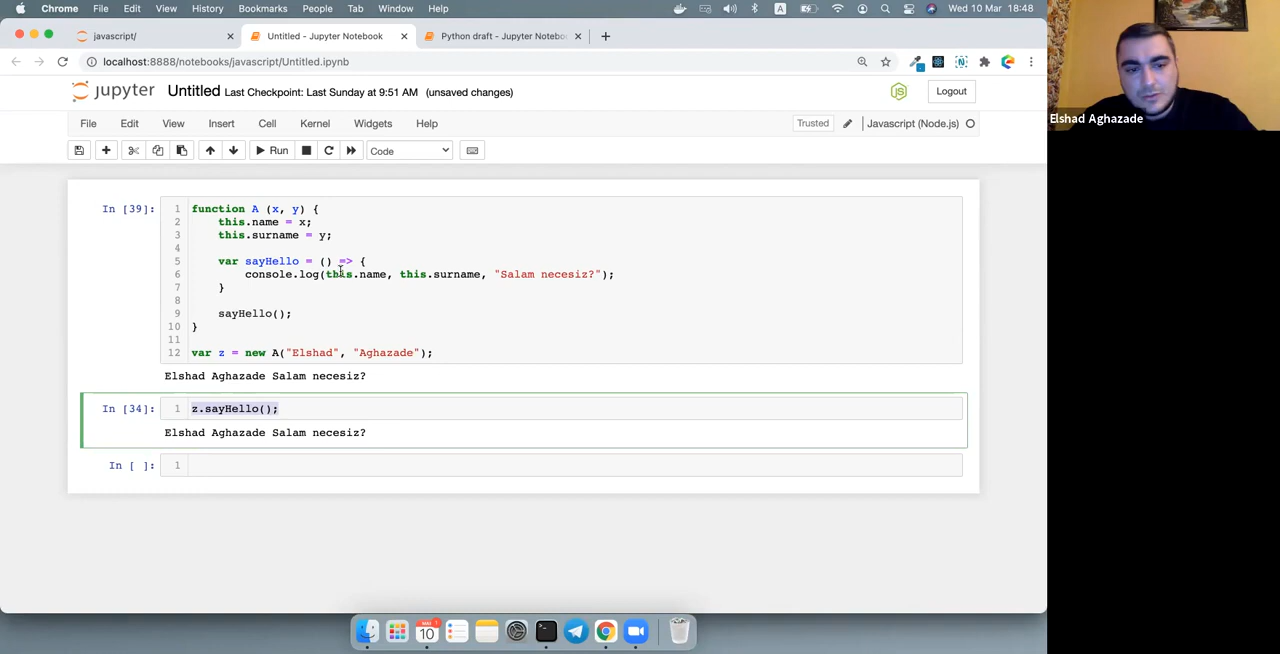 Chrome File Edit View History Bookmarks People Tab Window Help
A
Wed 10 Mar 18:48
javascript/
Untitled - Jupyter Notebook
Python draft - Jupyter Notebo
localhost:8888/notebooks/javascript/Untitled.ipynb
jupyter Untitled Last Checkpoint: Last Sunday at 9:51 AM (unsaved changes)
JS
Logout
File Edit View Insert Cell Kernel Widgets Help
Trusted
Javascript (Node.js)
Run
Code
In [39]:
1 function A (x, y) {
2 this.name = x;
3 this.surname = y;
4
5 var sayHello = () => {
6 console.log(this.name, this.surname, "Salam necesiz?");
7 }
8
9 sayHello();
10 }
11
12 var z = new A("Elshad", "Aghazade");
Elshad Aghazade Salam necesiz?
In [34]:
1 z.sayHello();
Elshad Aghazade Salam necesiz?
In [ ]:
1
Elshad Aghazade
10